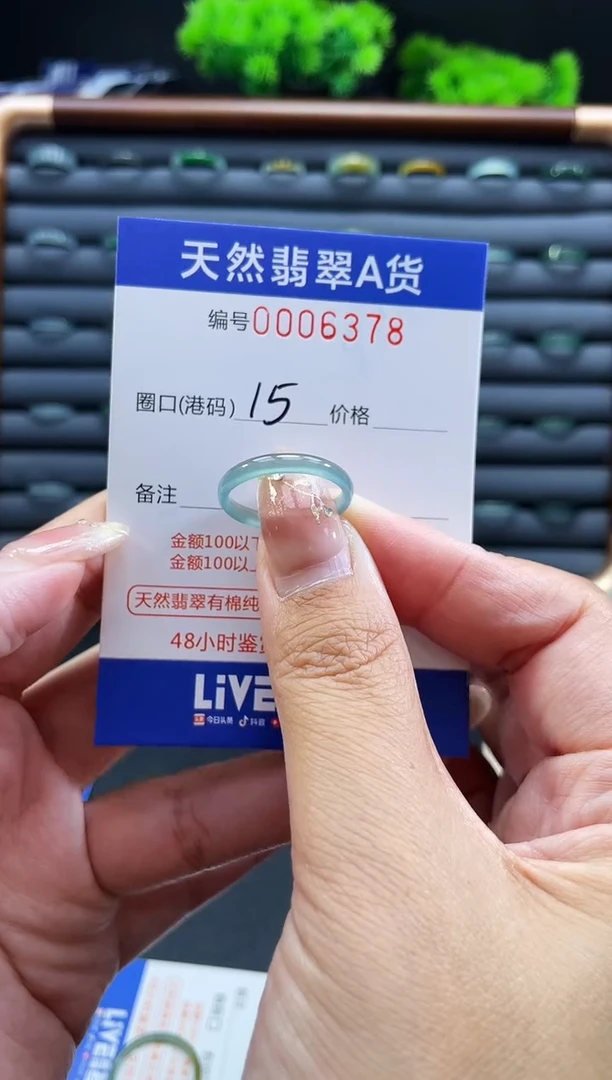 天然翡翠A货
编号0006378
圈口(港码) 15 价格
备注
金额100以下
金额100以
天然翡翠有棉纯
48小时鉴
LiVE
今日头条 抖音